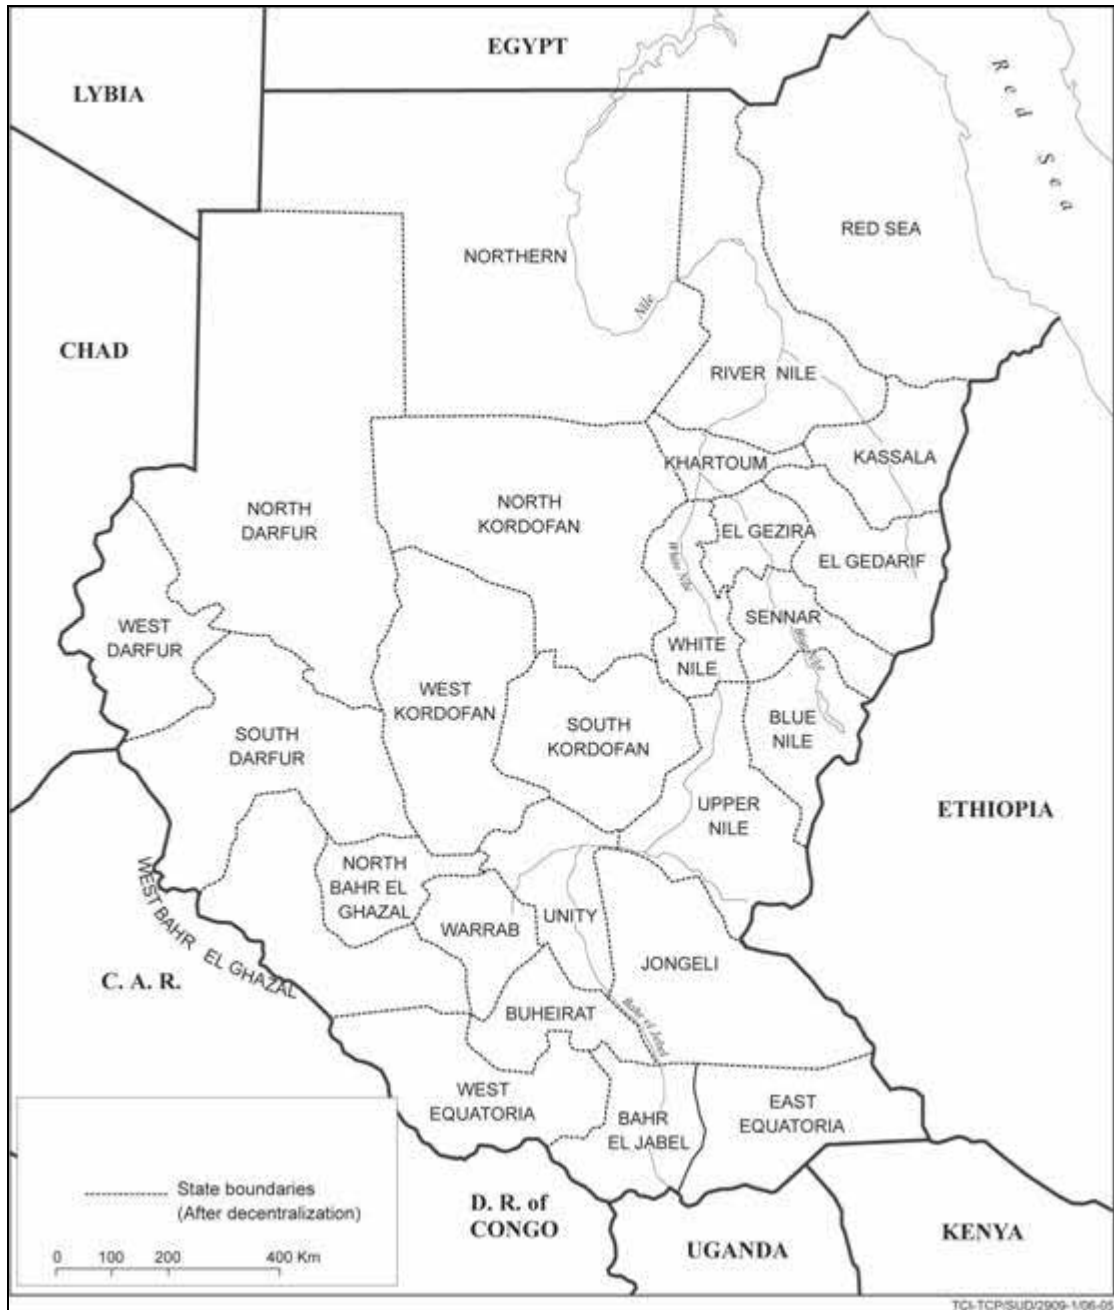 EGYPT
LYBIA
Red Sea
NORTHERN
RED SEA
Nile
CHAD
RIVER NILE
KHARTOUM
KASSALA
NORTH
DARFUR
NORTH
KORDOFAN
EL GEZIRA
EL GEDARIF
White Nile
WEST
DARFUR
SENNAR
Blue Nile
WHITE
NILE
WEST
KORDOFAN
SOUTH
DARFUR
SOUTH
KORDOFAN
BLUE
NILE
UPPER
NILE
ETHIOPIA
NORTH
BAHR EL
GHAZAL
WEST BAHR EL GHAZAL
WARRAB
UNITY
JONGELI
C. A. R.
BUHEIRAT
Bahr el Jebel
WEST
EQUATORIA
BAHR
EL JABEL
EAST
EQUATORIA
State boundaries
(After decentralization)
0 100 200 400 Km
D. R. of
CONGO
UGANDA
KENYA